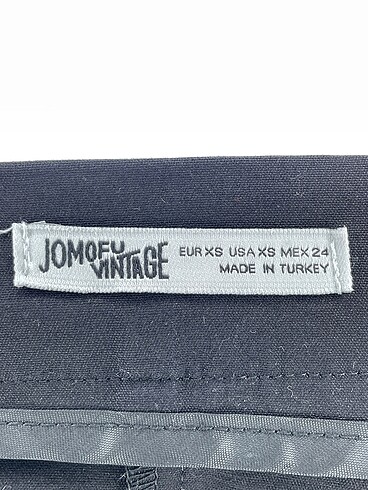 JOMOFU
VINTAGE
EUR XS USA XS MEX 24
MADE IN TURKEY